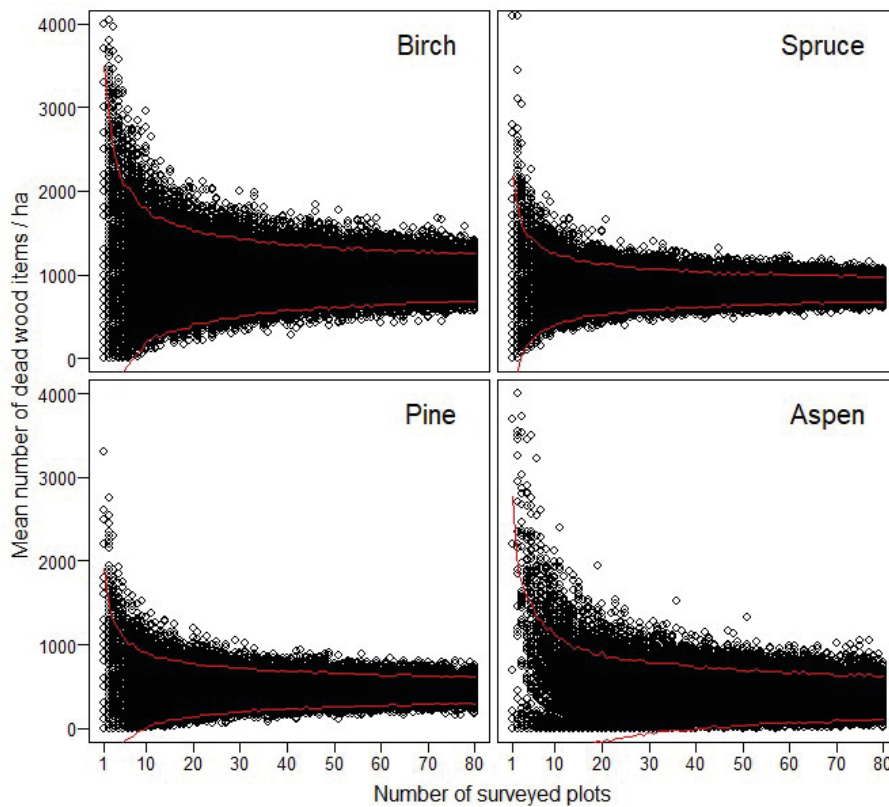 Birch
Spruce
4000
3000
2000
1000
0
Pine
Aspen
4000
3000
2000
1000
0
1 10 20 30 40 50 60 70 80
1 10 20 30 40 50 60 70 80
Mean number of dead wood items / ha
Number of surveyed plots